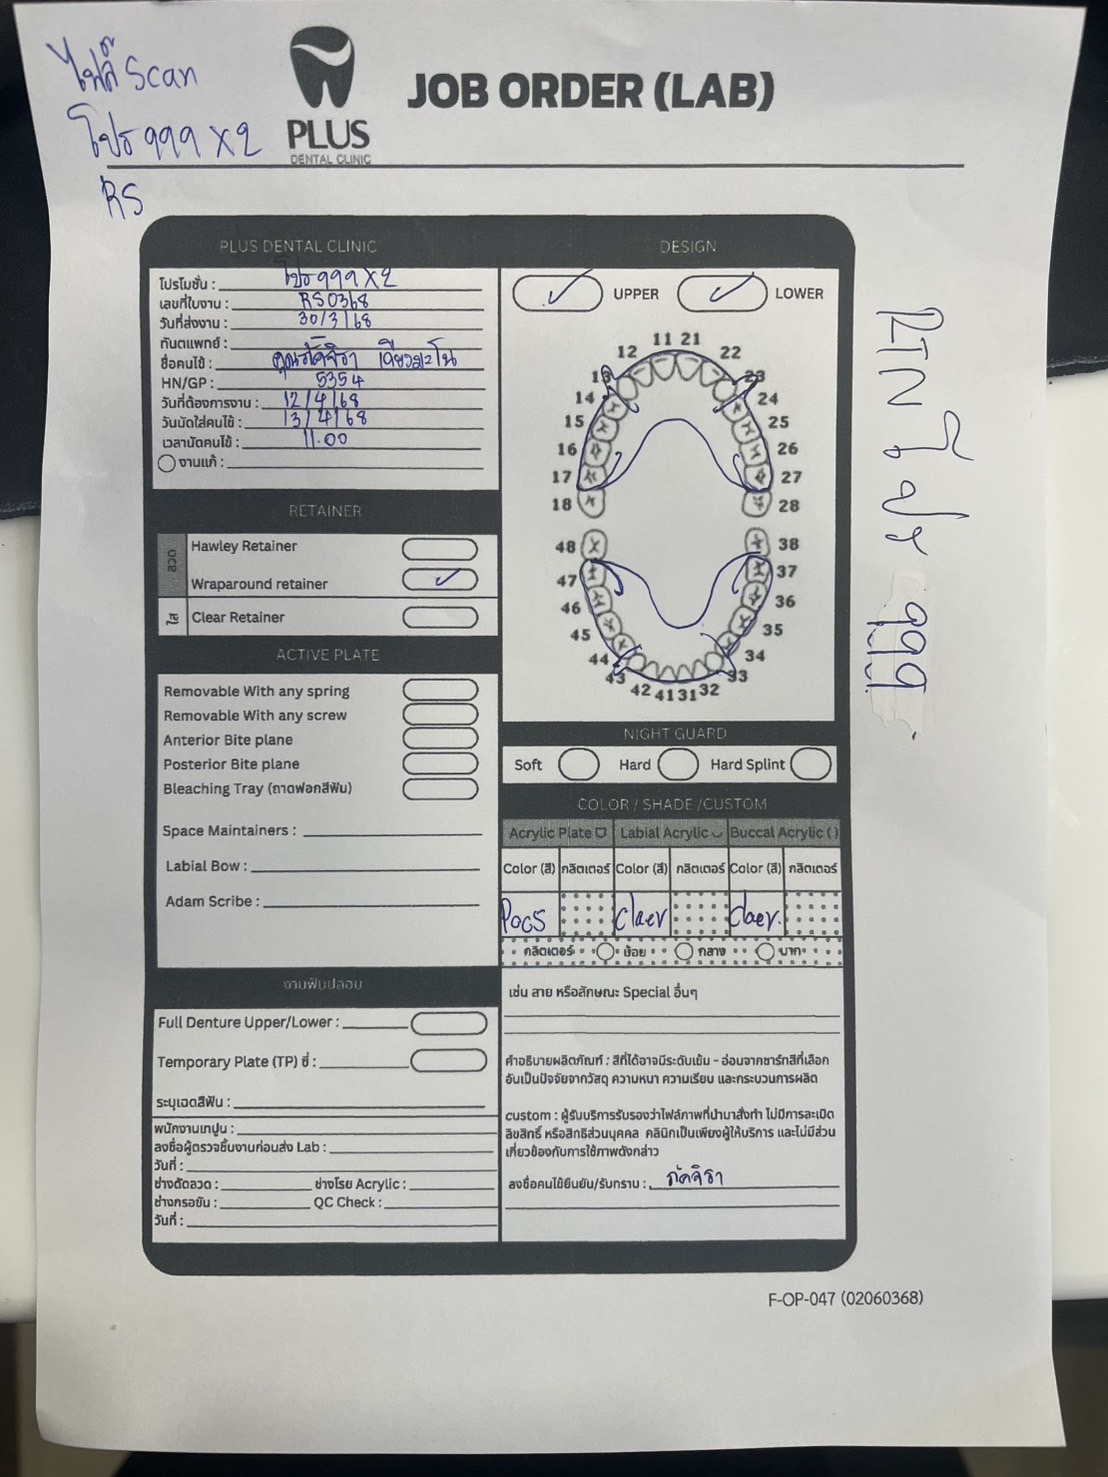 ไฟล์ Scan
โปร 999 x2
RS
PLUS
DENTAL CLINIC
JOB ORDER (LAB)
PLUS DENTAL CLINIC
โปรโมชั่น : โปร 999 x2
เลขที่ใบงาน : RS0368
วันที่ส่งงาน : 30/3/68
ทันตแพทย์ :
ชื่อคนไข้ : คุณภัคจิรา
HN/GP : 5354
วันที่ต้องการงาน : 12/4/68
วันนัดใส่คนไข้ : 13/4/68
เวลานัดคนไข้ : 11.00
งานแก้ :
RETAINER
ลวด
Hawley Retainer
Wraparound retainer
ใส
Clear Retainer
ACTIVE PLATE
Removable With any spring
Removable With any screw
Anterior Bite plane
Posterior Bite plane
Bleaching Tray (ถาดฟอกสีฟัน)
Space Maintainers :
Labial Bow :
Adam Scribe :
งานฟันปลอม
Full Denture Upper/Lower :
Temporary Plate (TP) ซี่ :
ระบุเฉดสีฟัน :
พนักงานเทปูน :
ลงชื่อผู้ตรวจชิ้นงานก่อนส่ง Lab :
วันที่ :
ช่างดัดลวด : ช่างโรย Acrylic :
ช่างกรอขัด : QC Check :
วันที่ :
DESIGN
UPPER LOWER
11 21
12 22
13 23
14 24
15 25
16 26
17 27
18 28
48 38
47 37
46 36
45 35
44 34
43 33
42 41 31 32
NIGHT GUARD
Soft Hard Hard Splint
COLOR / SHADE /CUSTOM
Acrylic Plate Labial Acrylic Buccal Acrylic ( )
Color (สี) กลิตเตอร์ Color (สี) กลิตเตอร์ Color (สี) กลิตเตอร์
P005 Claer Claer.
กลิตเตอร์ น้อย กลาง มาก
เช่น ลาย หรือลักษณะ Special อื่นๆ
คำอธิบายผลิตภัณฑ์ : สีที่ได้อาจมีระดับเข้ม - อ่อนจากชาร์ทสีที่เลือก
อันเป็นปัจจัยจากวัสดุ ความหนา ความเรียบ และกระบวนการผลิต
custom : ผู้รับบริการรับรองว่าไฟล์ภาพที่นำมาสั่งทำ ไม่มีการละเมิด
ลิขสิทธิ์ หรือสิทธิส่วนบุคคล คลินิกเป็นเพียงผู้ให้บริการ และไม่มีส่วน
เกี่ยวข้องกับการใช้ภาพดังกล่าว
ลงชื่อคนไข้ยืนยัน/รับทราบ : ภัคจิรา
RTN โปร 999
F-OP-047 (02060368)